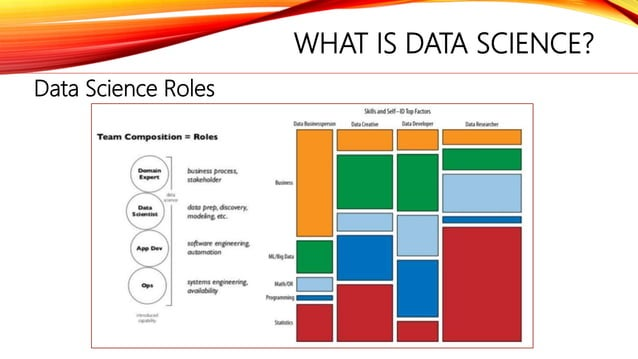 WHAT IS DATA SCIENCE?
Data Science Roles
Team Composition = Roles
Domain
Expert
business process,
stakeholder
data
science
Data
Scientist
data prep, discovery,
modeling, etc.
App Dev
software engineering,
automation
Ops
systems engineering,
availability
introduced
capability
Skills and Self-ID Top Factors
Data Businessperson Data Creative Data Developer Data Researcher
Business
ML/Big Data
Math/OR
Programming
Statistics